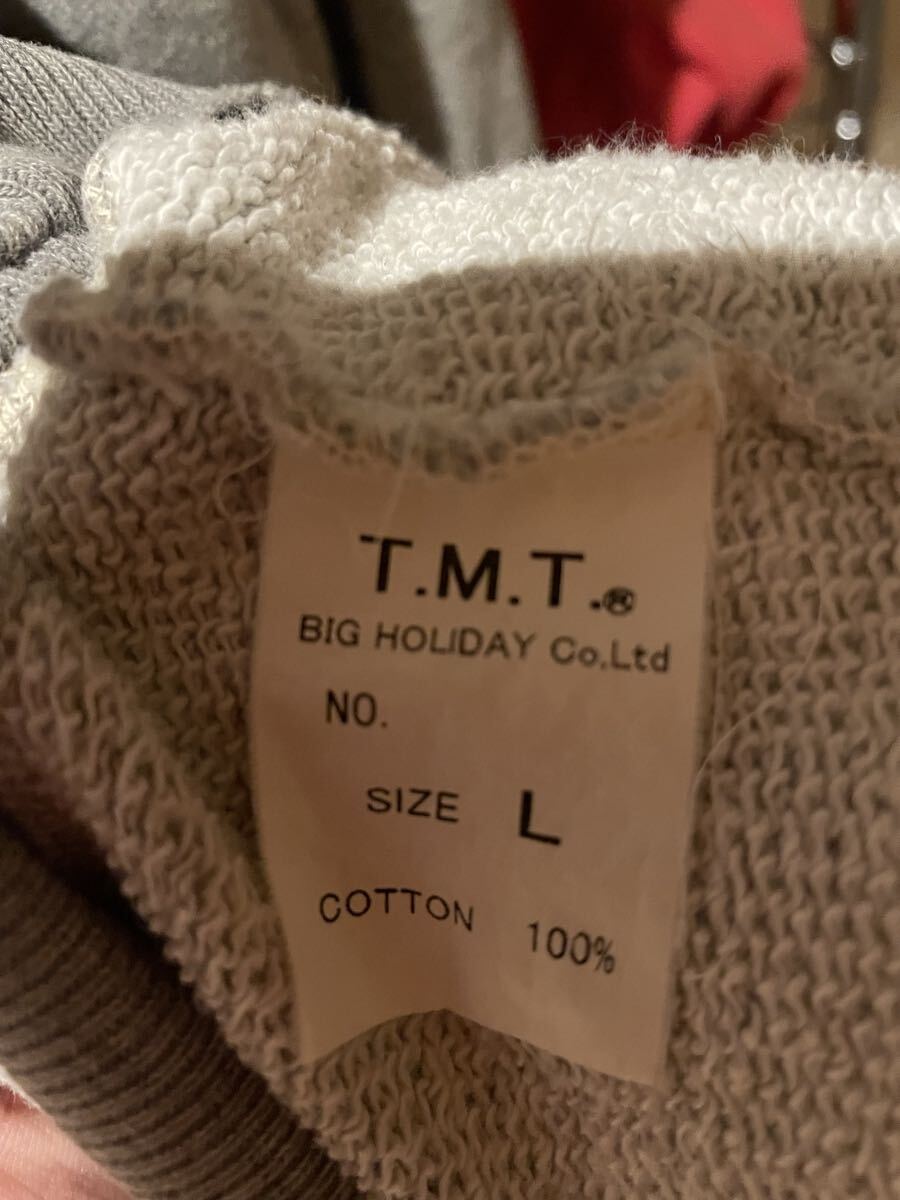 T.M.T.®
BIG HOLIDAY Co.Ltd
NO.
SIZE L
COTTON 100%